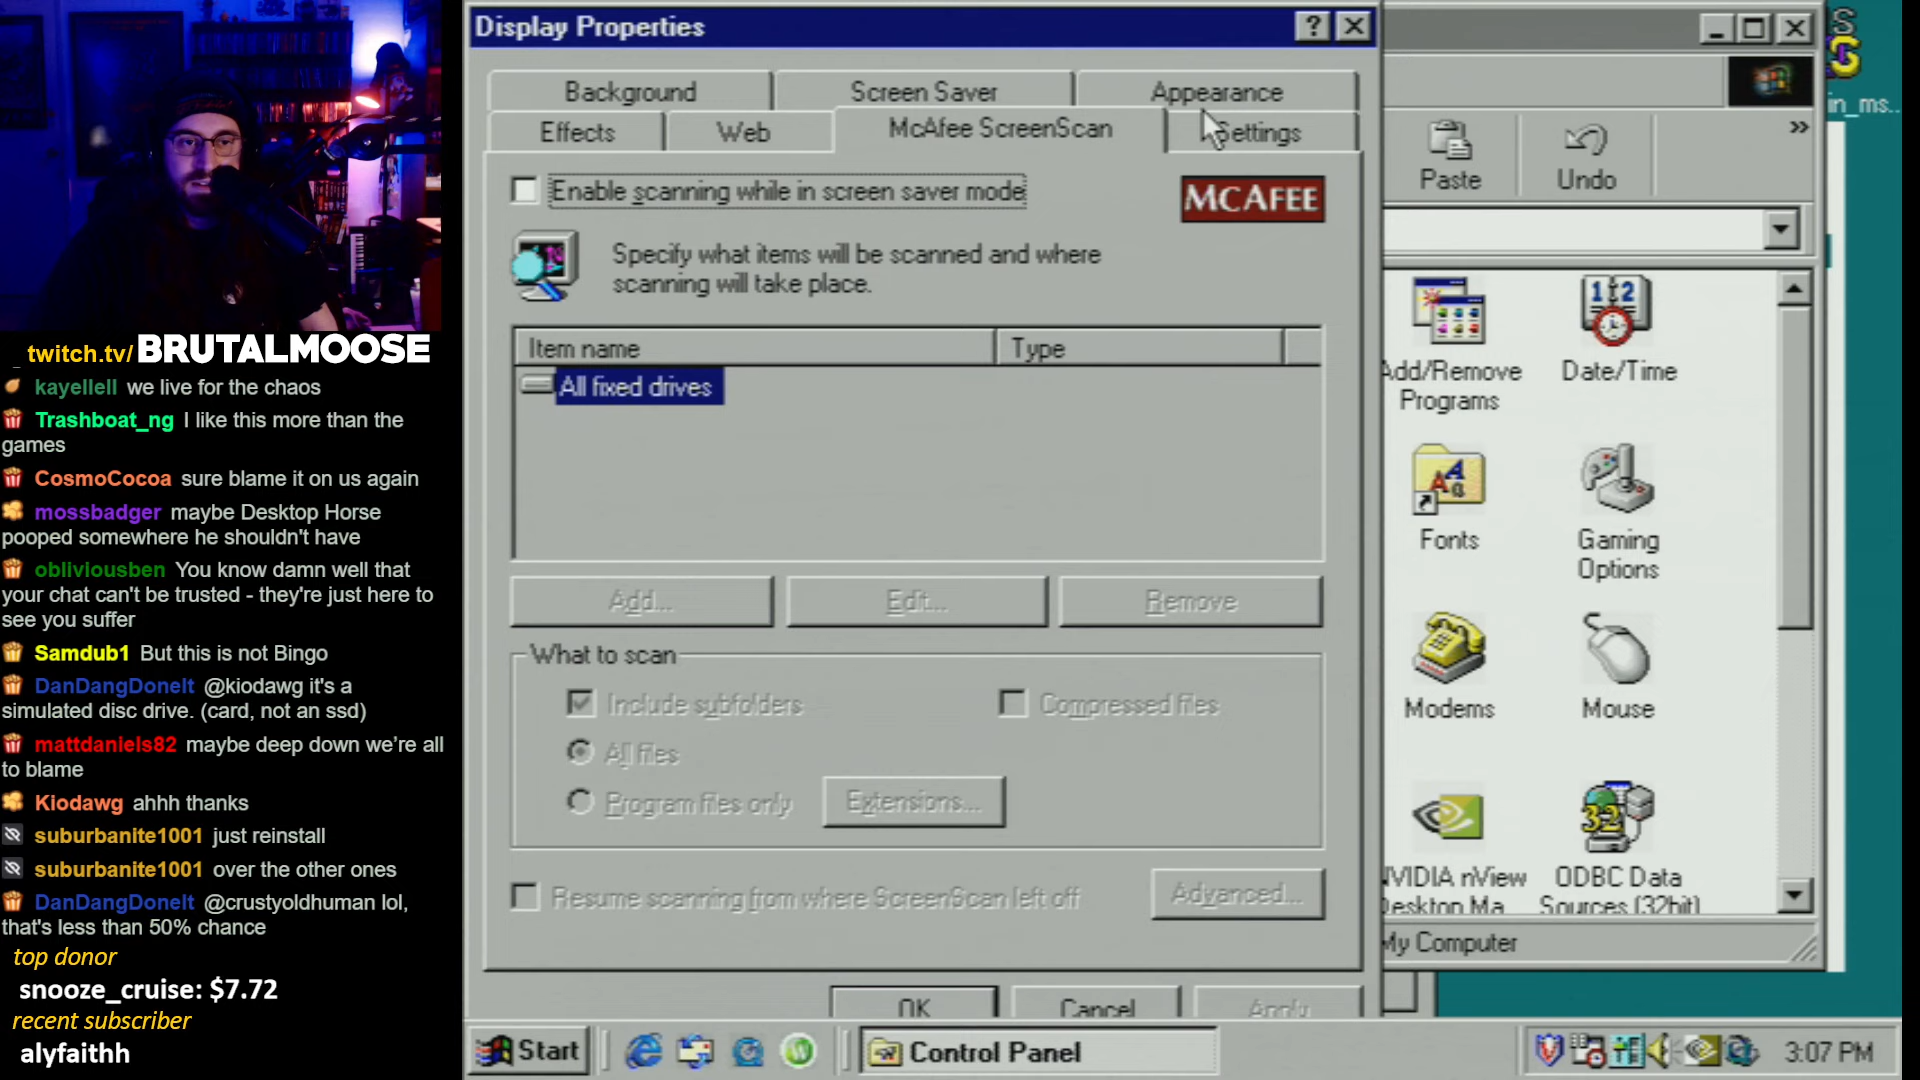 Display Properties
Background
Screen Saver
Appearance
Effects
Web
McAfee ScreenScan
Settings
Enable scanning while in screen saver mode
MCAFEE
Specify what items will be scanned and where
scanning will take place.
Item name
Type
All fixed drives
Add...
Edit...
Remove
What to scan
Include subfolders
Compressed files
All files
Program files only
Extensions...
Resume scanning from where ScreenScan left off
Advanced...
OK
Cancel
Apply
S
G
in_ms...
Paste
Undo
»
Add/Remove
Programs
Date/Time
Fonts
Gaming
Options
Modems
Mouse
NVIDIA nView
Desktop Ma...
ODBC Data
Sources (32bit)
My Computer
Start
Control Panel
3:07 PM
twitch.tv/BRUTALMOOSE
kayellell we live for the chaos
Trashboat_ng I like this more than the
games
CosmoCocoa sure blame it on us again
mossbadger maybe Desktop Horse
pooped somewhere he shouldn't have
obliviousben You know damn well that
your chat can't be trusted - they're just here to
see you suffer
Samdub1 But this is not Bingo
DanDangDoneIt @kiodawg it's a
simulated disc drive. (card, not an ssd)
mattdaniels82 maybe deep down we're all
to blame
Kiodawg ahhh thanks
suburbanite1001 just reinstall
suburbanite1001 over the other ones
DanDangDoneIt @crustyoldhuman lol,
that's less than 50% chance
top donor
snooze_cruise: $7.72
recent subscriber
alyfaithh